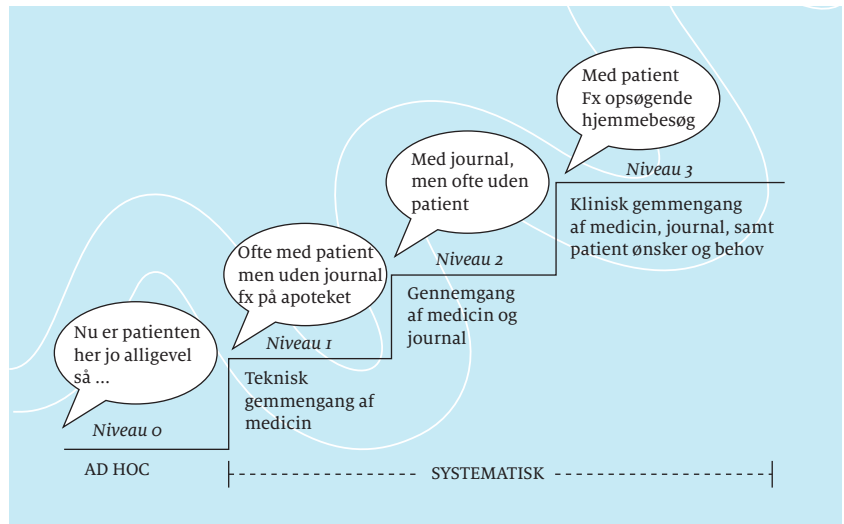 Med patient
Fx opsøgende
hjemmebesøg
Niveau 3
Med journal,
men ofte uden
patient
Klinisk gemmengang
af medicin, journal, samt
patient ønsker og behov
Ofte med patient
men uden journal
fx på apoteket
Niveau 2
Gennemgang
af medicin og
journal
Nu er patienten
her jo alligevel
så ...
Niveau 1
Teknisk
gemmengang af
medicin
Niveau 0
AD HOC
SYSTEMATISK